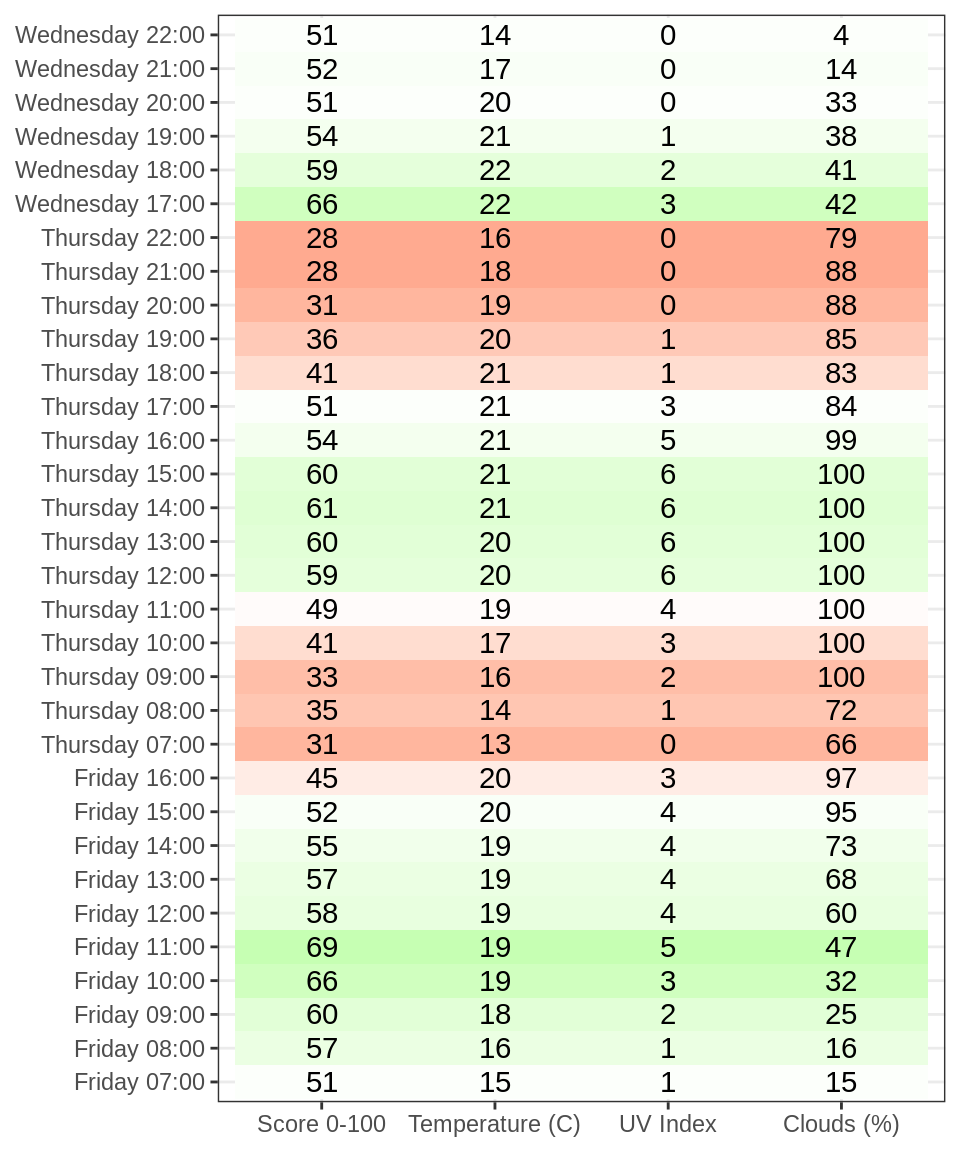 Wednesday 22:00 51 14 0 4
Wednesday 21:00 52 17 0 14
Wednesday 20:00 51 20 0 33
Wednesday 19:00 54 21 1 38
Wednesday 18:00 59 22 2 41
Wednesday 17:00 66 22 3 42
Thursday 22:00 28 16 0 79
Thursday 21:00 28 18 0 88
Thursday 20:00 31 19 0 88
Thursday 19:00 36 20 1 85
Thursday 18:00 41 21 1 83
Thursday 17:00 51 21 3 84
Thursday 16:00 54 21 5 99
Thursday 15:00 60 21 6 100
Thursday 14:00 61 21 6 100
Thursday 13:00 60 20 6 100
Thursday 12:00 59 20 6 100
Thursday 11:00 49 19 4 100
Thursday 10:00 41 17 3 100
Thursday 09:00 33 16 2 100
Thursday 08:00 35 14 1 72
Thursday 07:00 31 13 0 66
Friday 16:00 45 20 3 97
Friday 15:00 52 20 4 95
Friday 14:00 55 19 4 73
Friday 13:00 57 19 4 68
Friday 12:00 58 19 4 60
Friday 11:00 69 19 5 47
Friday 10:00 66 19 3 32
Friday 09:00 60 18 2 25
Friday 08:00 57 16 1 16
Friday 07:00 51 15 1 15
Score 0-100 Temperature (C) UV Index Clouds (%)